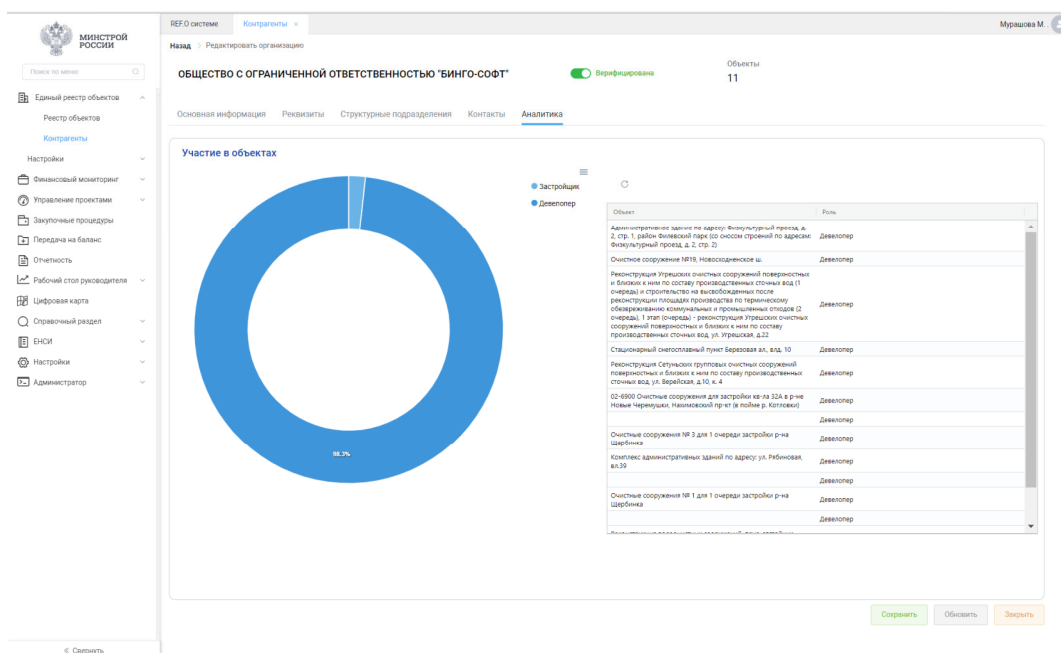 МИНСТРОЙ
РОССИИ
Поиск по меню
Единый реестр объектов
Реестр объектов
Контрагенты
Настройки
Финансовый мониторинг
Управление проектами
Закупочные процедуры
Передача на баланс
Отчетность
Рабочий стол руководителя
Цифровая карта
Справочный раздел
ЕНСИ
Настройки
Администратор
Свернуть
REF.О системе
Контрагенты ×
Мурашова М. .
Назад > Редактировать организацию
ОБЩЕСТВО С ОГРАНИЧЕННОЙ ОТВЕТСТВЕННОСТЬЮ "БИНГО-СОФТ"
Верифицирована
Объекты
11
Основная информация Реквизиты Структурные подразделения Контакты Аналитика
Участие в объектах
Застройщик
Девелопер
98.3%
Объект Роль
Административное здание по адресу: Физкультурный проезд, д.
2, стр. 1, район Филевский парк (со сносом строений по адресам: Девелопер
Физкультурный проезд, д. 2, стр. 2)
Очистное сооружение №19, Новосходненское ш. Девелопер
Реконструкция Угрешских очистных сооружений поверхностных
и близких к ним по составу производственных сточных вод (1
очередь) и строительство на высвобожденных после
реконструкции площадях производства по термическому
обезвреживанию коммунальных и промышленных отходов (2 Девелопер
очередь), 1 этап (очередь) - реконструкция Угрешских очистных
сооружений поверхностных и близких к ним по составу
производственных сточных вод, ул. Угрешская, д.22
Стационарный снегосплавный пункт Березовая ал., влд. 10 Девелопер
Реконструкция Сетуньских групповых очистных сооружений
поверхностных и близких к ним по составу производственных Девелопер
сточных вод, ул. Верейская, д.10, к. 4
02-6900 Очистные сооружения для застройки кв-ла 32А в р-не Девелопер
Новые Черемушки, Нахимовский пр-кт (в пойме р. Котловки)
Девелопер
Очистные сооружения № 3 для 1 очереди застройки р-на Девелопер
Щербинка
Комплекс административных зданий по адресу: ул. Рябиновая, Девелопер
вл.39
Девелопер
Очистные сооружения № 1 для 1 очереди застройки р-на Девелопер
Щербинка
Девелопер
Сохранить Обновить Закрыть